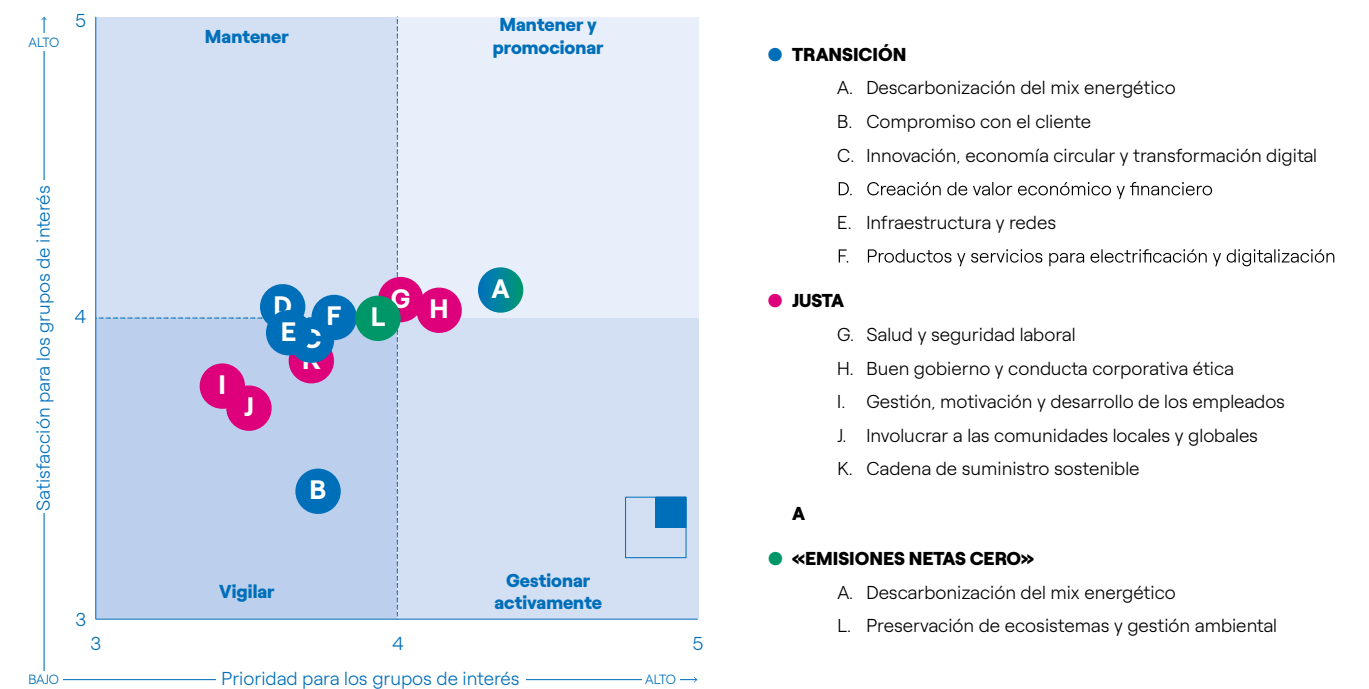 5
ALTO
Mantener
Mantener y
promocionar
Satisfacción para los grupos de interés
4
D
F
L
G
H
A
E
C
K
I
J
B
Vigilar
Gestionar
activamente
3
3
4
5
BAJO
Prioridad para los grupos de interés
ALTO
TRANSICIÓN
A. Descarbonización del mix energético
B. Compromiso con el cliente
C. Innovación, economía circular y transformación digital
D. Creación de valor económico y financiero
E. Infraestructura y redes
F. Productos y servicios para electrificación y digitalización
JUSTA
G. Salud y seguridad laboral
H. Buen gobierno y conducta corporativa ética
I. Gestión, motivación y desarrollo de los empleados
J. Involucrar a las comunidades locales y globales
K. Cadena de suministro sostenible
A
«EMISIONES NETAS CERO»
A. Descarbonización del mix energético
L. Preservación de ecosistemas y gestión ambiental